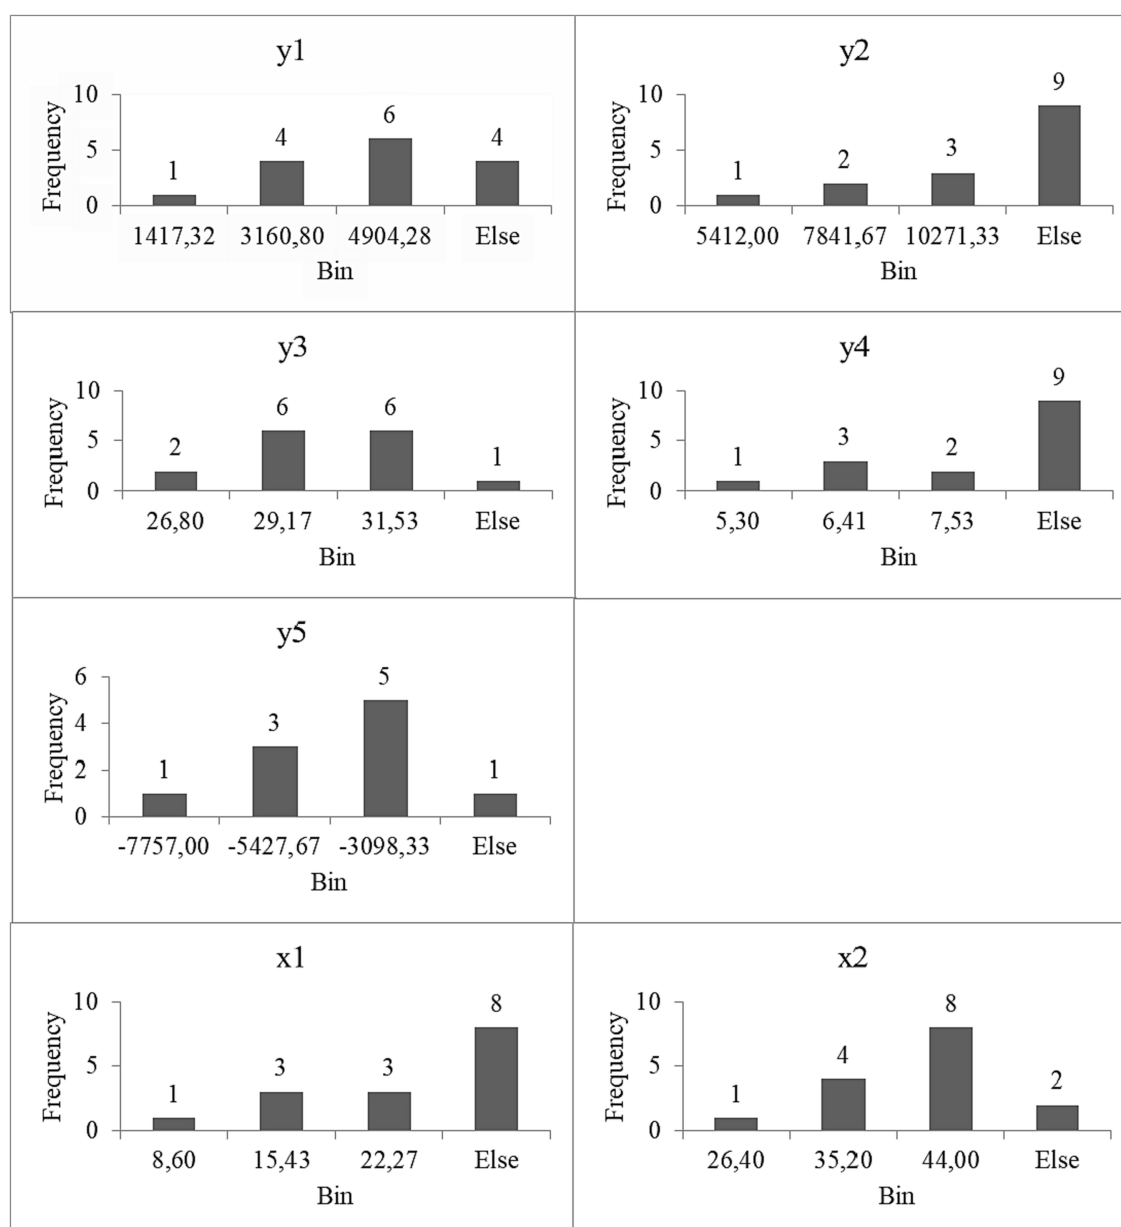 y1
Frequency
10
5
0
1
4
6
4
1417,32 3160,80 4904,28 Else
Bin
y2
Frequency
10
5
0
1
2
3
9
5412,00 7841,67 10271,33 Else
Bin
y3
Frequency
10
5
0
2
6
6
1
26,80 29,17 31,53 Else
Bin
y4
Frequency
10
5
0
1
3
2
9
5,30 6,41 7,53 Else
Bin
y5
Frequency
6
4
2
0
1
3
5
1
-7757,00 -5427,67 -3098,33 Else
Bin
x1
Frequency
10
5
0
1
3
3
8
8,60 15,43 22,27 Else
Bin
x2
Frequency
10
5
0
1
4
8
2
26,40 35,20 44,00 Else
Bin